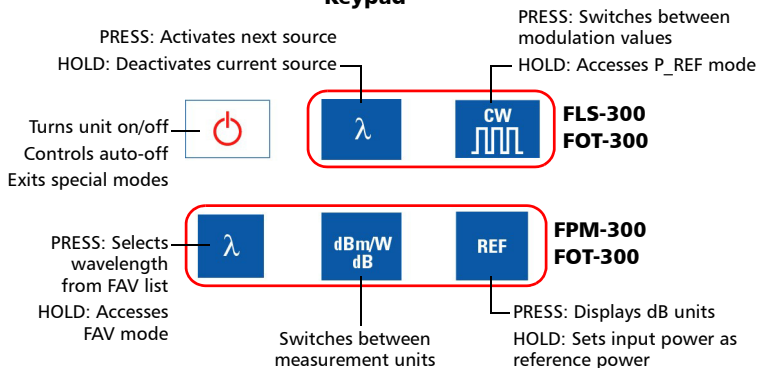 Keypad
PRESS: Activates next source
HOLD: Deactivates current source
PRESS: Switches between
modulation values
HOLD: Accesses P_REF mode
Turns unit on/off
Controls auto-off
Exits special modes
λ
CW
FLS-300
FOT-300
PRESS: Selects
wavelength
from FAV list
HOLD: Accesses
FAV mode
λ
dBm/W
dB
REF
FPM-300
FOT-300
Switches between
measurement units
PRESS: Displays dB units
HOLD: Sets input power as
reference power